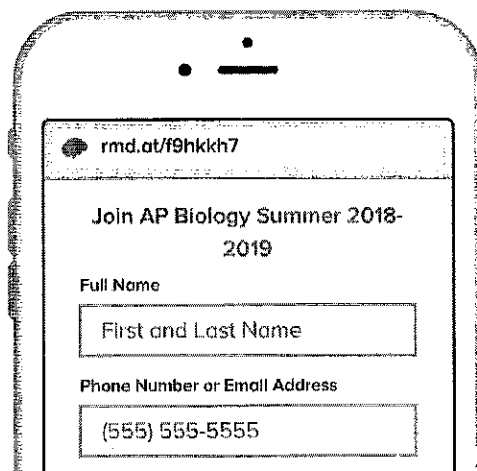 rmd.at/f9hkkh7
Join AP Biology Summer 2018-
2019
Full Name
First and Last Name
Phone Number or Email Address
(555) 555-5555